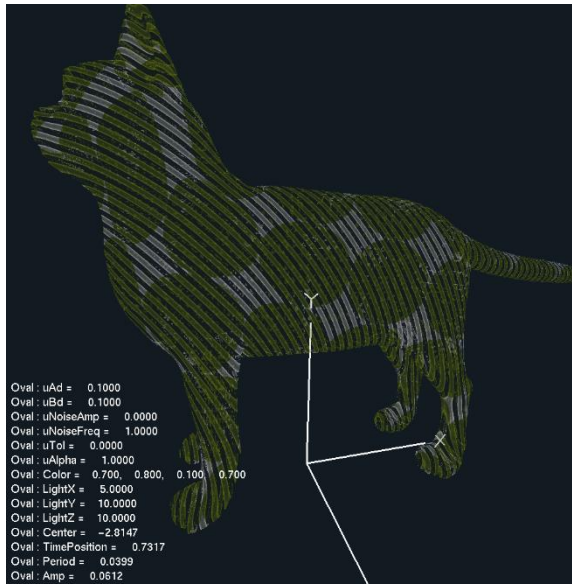 Y
X
Oval : uAd = 0.1000
Oval : uBd = 0.1000
Oval : uNoiseAmp = 0.0000
Oval : uNoiseFreq = 1.0000
Oval : uTol = 0.0000
Oval : uAlpha = 1.0000
Oval : Color = 0.700, 0.800, 0.100, 0.700
Oval : LightX = 5.0000
Oval : LightY = 10.0000
Oval : LightZ = 10.0000
Oval : Center = -2.8147
Oval : TimePosition = 0.7317
Oval : Period = 0.0399
Oval : Amp = 0.0612